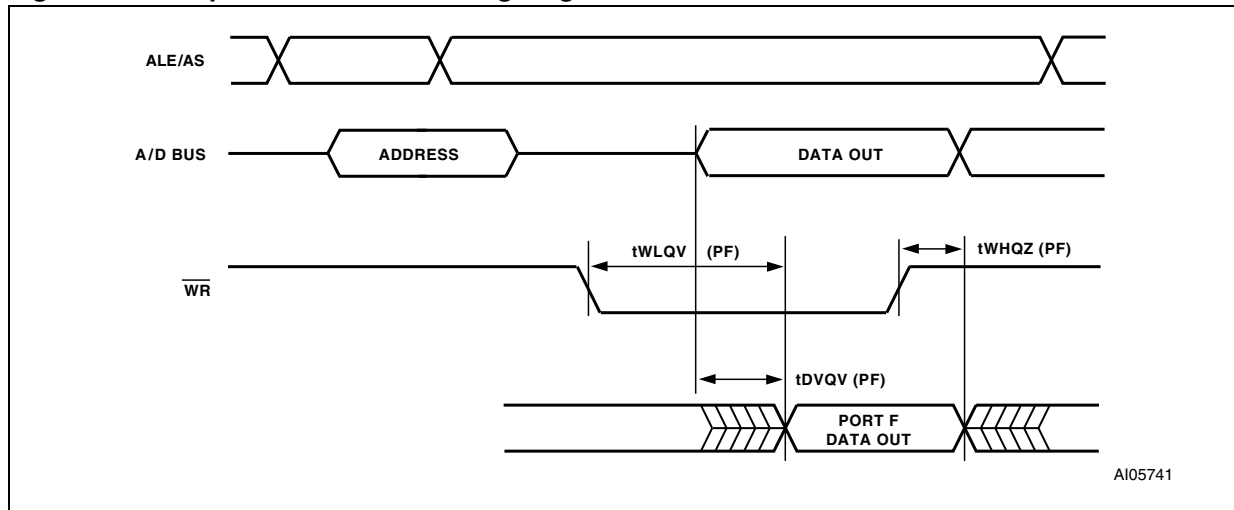 ALE/AS
A/D BUS
ADDRESS
DATA OUT
tWLQV (PF)
tWHQZ (PF)
WR
tDVQV (PF)
PORT F
DATA OUT
AI05741